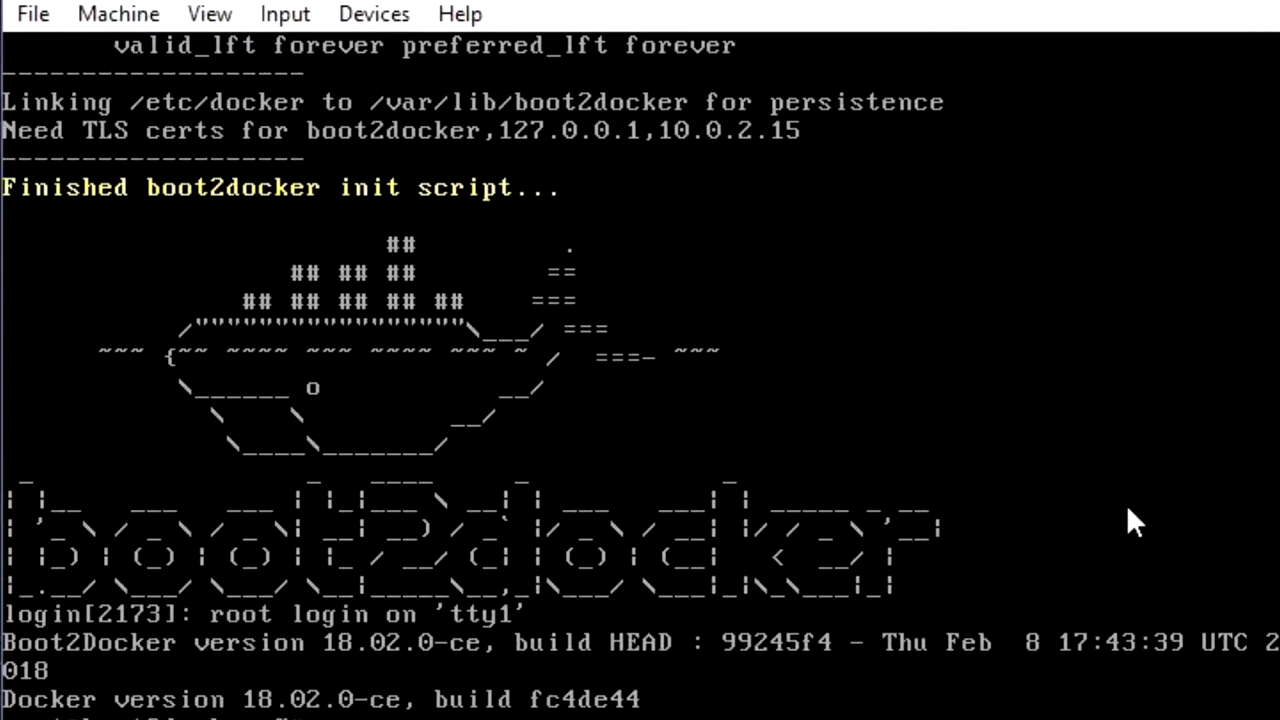 File Machine View Input Devices Help
valid_lft forever preferred_lft forever
-------------------
Linking /etc/docker to /var/lib/boot2docker for persistence
Need TLS certs for boot2docker,127.0.0.1,10.0.2.15
-------------------
Finished boot2docker init script...
boot2docker
login[2173]: root login on 'tty1'
Boot2Docker version 18.02.0-ce, build HEAD : 99245f4 - Thu Feb  8 17:43:39 UTC 2
018
Docker version 18.02.0-ce, build fc4de44